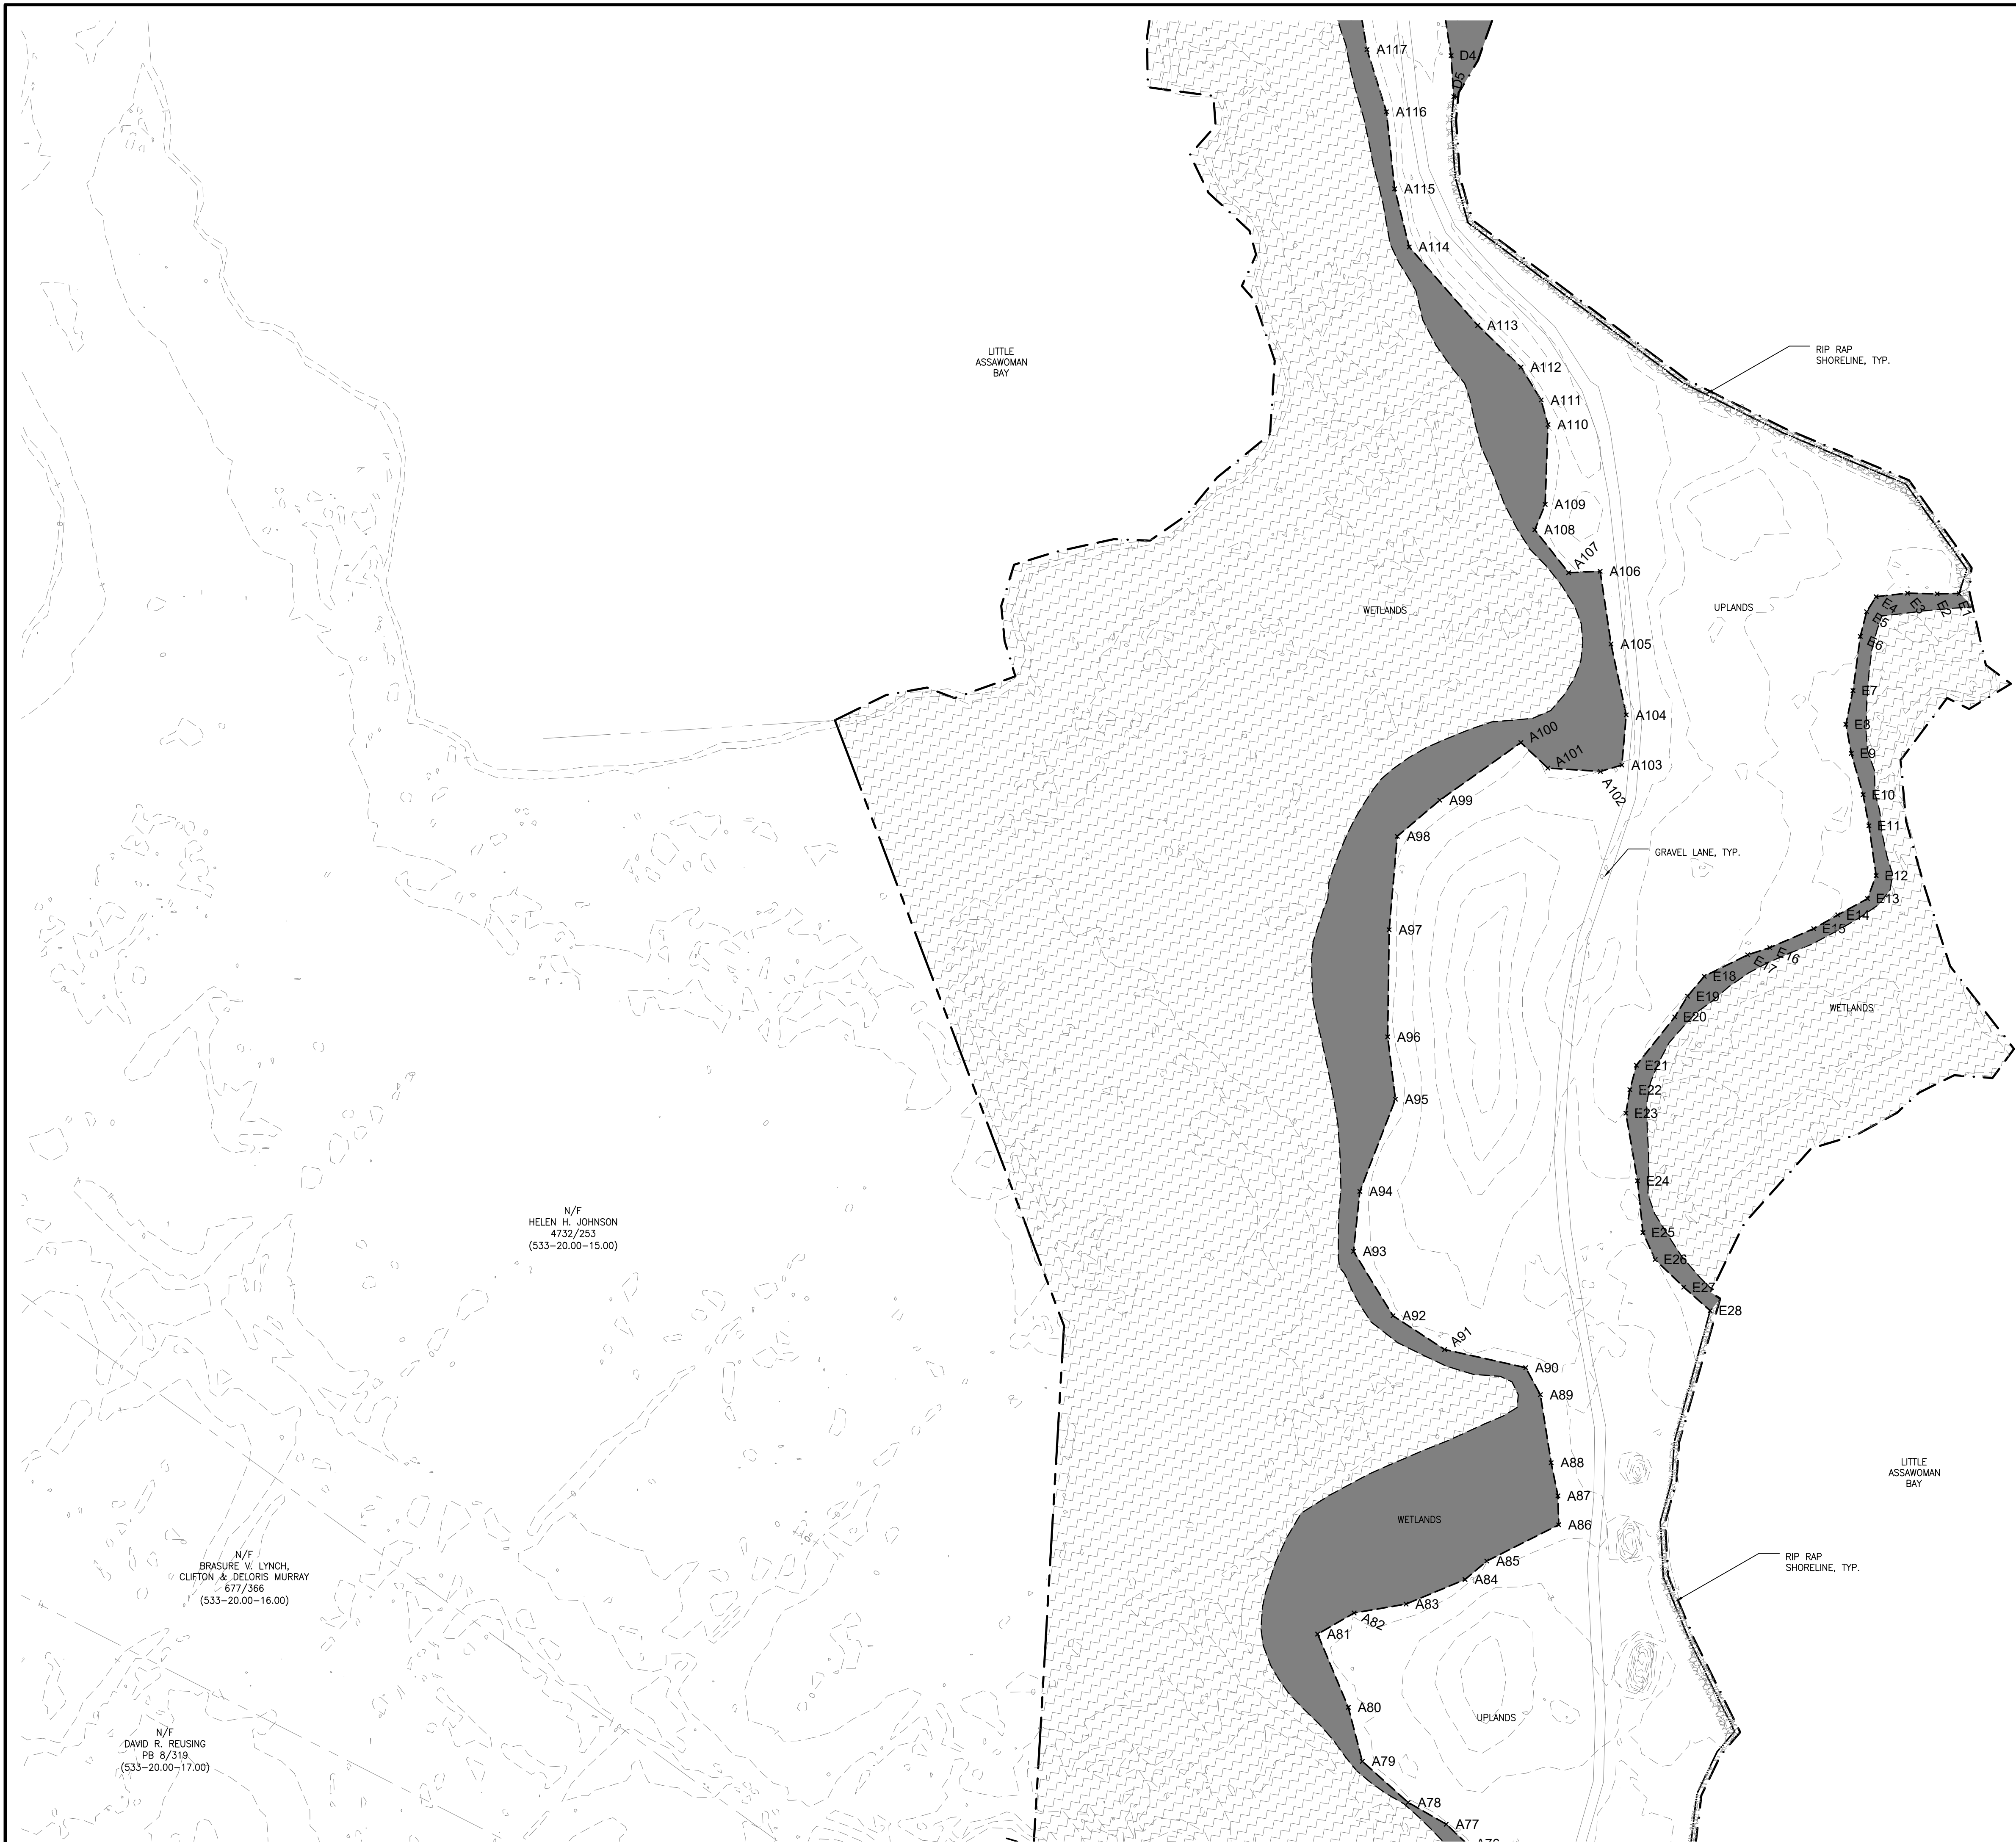 A117
D4
D5
A116
A115
A114
A113
LITTLE
ASSAWOMAN
BAY
RIP RAP
SHORELINE, TYP.
A112
A111
A110
A109
A108
A107
A106
WETLANDS
UPLANDS
E1
E2
E3
E4
E5
E6
A105
E7
A104
E8
A100
E9
A101
A103
A102
E10
A99
E11
A98
GRAVEL LANE, TYP.
E12
E13
E14
E15
A97
E16
E17
E18
E19
WETLANDS
E20
A96
E21
E22
A95
E23
E24
A94
N/F
HELEN H. JOHNSON
4732/253
(533-20.00-15.00)
E25
A93
E26
E27
E28
A92
A91
A90
A89
A88
LITTLE
ASSAWOMAN
BAY
A87
WETLANDS
A86
A85
RIP RAP
SHORELINE, TYP.
N/F
BRASURE V. LYNCH,
CLIFTON & DELORIS MURRAY
677/366
(533-20.00-16.00)
A84
A83
A82
A81
A80
UPLANDS
N/F
DAVID R. REUSING
PB 8/319
(533-20.00-17.00)
A79
A78
A77